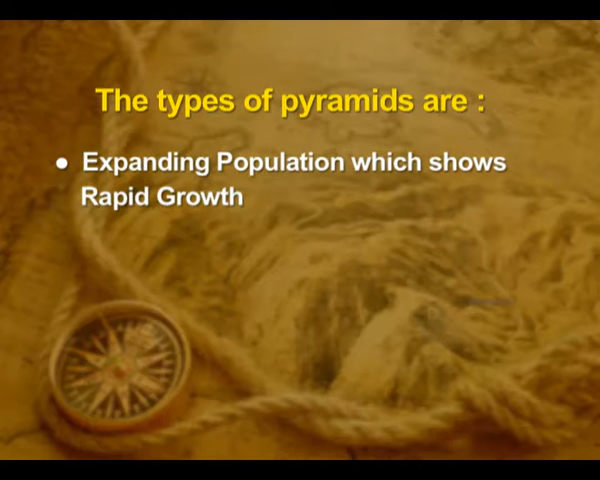 The types of pyramids are :
● Expanding Population which shows
Rapid Growth